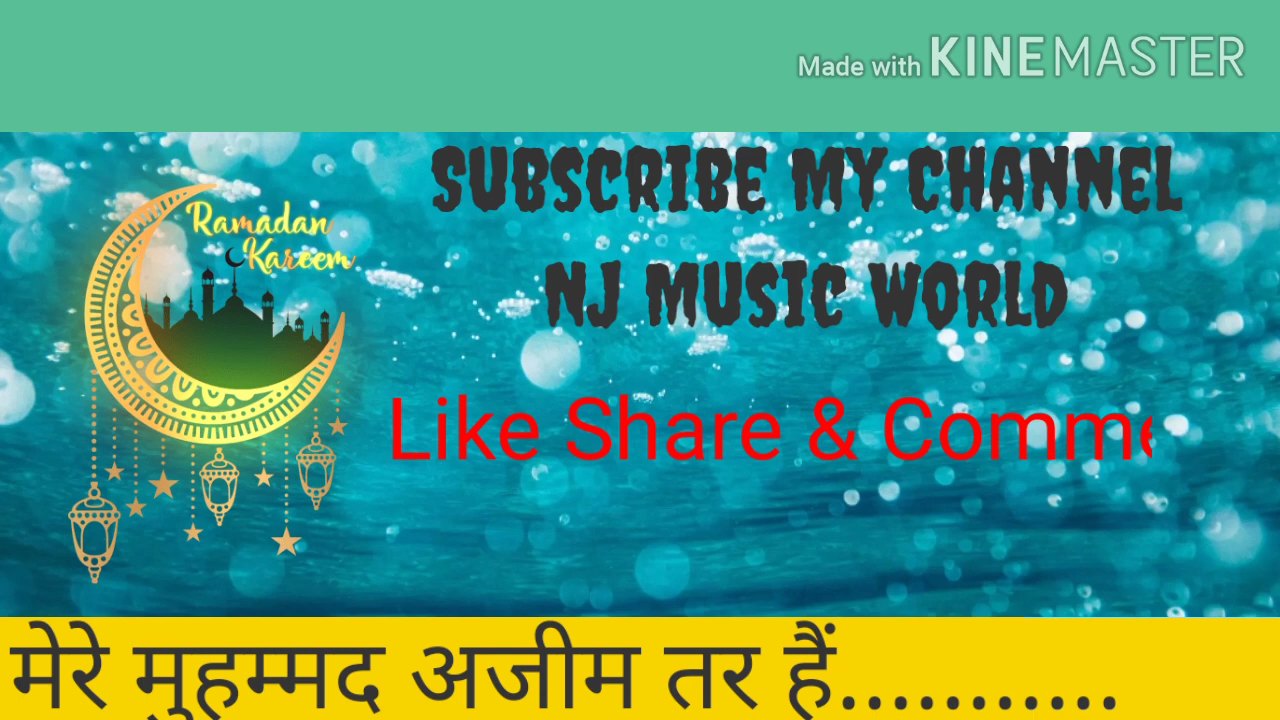 Made with KINEMASTER
SUBSCRIBE MY CHANNEL
NJ MUSIC WORLD
Ramadan
Kareem
Like Share & Comme
मेरे मुहम्मद अजीम तर हैं...........